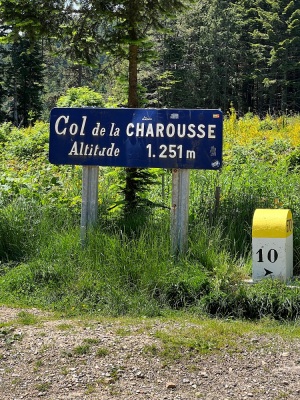 Col de la CHAROUSSE
Altitude 1.251 m
10